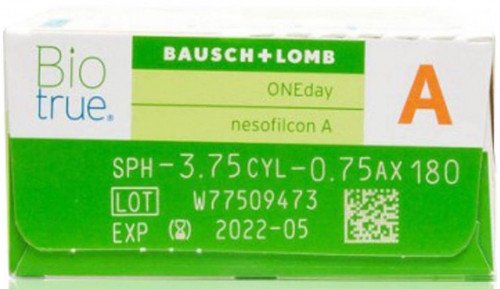 Bio
true®
BAUSCH+LOMB
ONEday
nesofilcon A
A
SPH-3.75CYL-0.75AX180
LOT W77509473
EXP 2022-05